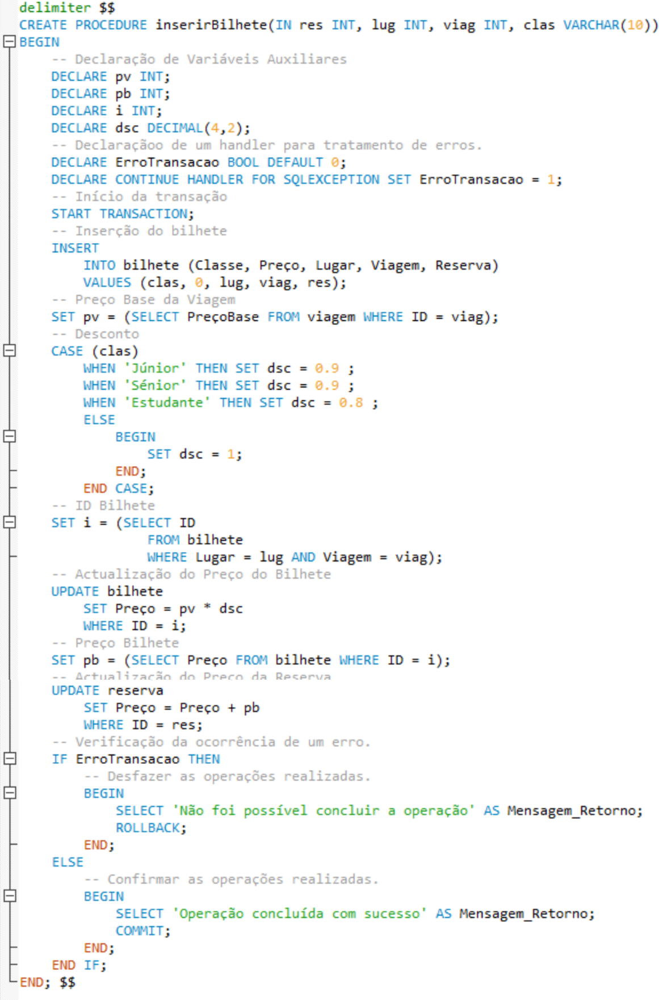 delimiter $$
CREATE PROCEDURE inserirBilhete(IN res INT, lug INT, viag INT, clas VARCHAR(10))
BEGIN
-- Declaração de Variáveis Auxiliares
DECLARE pv INT;
DECLARE pb INT;
DECLARE i INT;
DECLARE dsc DECIMAL(4,2);
-- Declaraçãoo de um handler para tratamento de erros.
DECLARE ErroTransacao BOOL DEFAULT 0;
DECLARE CONTINUE HANDLER FOR SQLEXCEPTION SET ErroTransacao = 1;
-- Início da transação
START TRANSACTION;
-- Inserção do bilhete
INSERT
INTO bilhete (Classe, Preço, Lugar, Viagem, Reserva)
VALUES (clas, 0, lug, viag, res);
-- Preço Base da Viagem
SET pv = (SELECT PreçoBase FROM viagem WHERE ID = viag);
-- Desconto
CASE (clas)
WHEN 'Júnior' THEN SET dsc = 0.9 ;
WHEN 'Sénior' THEN SET dsc = 0.9 ;
WHEN 'Estudante' THEN SET dsc = 0.8 ;
ELSE
BEGIN
SET dsc = 1;
END;
END CASE;
-- ID Bilhete
SET i = (SELECT ID
FROM bilhete
WHERE Lugar = lug AND Viagem = viag);
-- Actualização do Preço do Bilhete
UPDATE bilhete
SET Preço = pv * dsc
WHERE ID = i;
-- Preço Bilhete
SET pb = (SELECT Preço FROM bilhete WHERE ID = i);
-- Actualização do Preço da Reserva
UPDATE reserva
SET Preço = Preço + pb
WHERE ID = res;
-- Verificação da ocorrência de um erro.
IF ErroTransacao THEN
-- Desfazer as operações realizadas.
BEGIN
SELECT 'Não foi possível concluir a operação' AS Mensagem_Retorno;
ROLLBACK;
END;
ELSE
-- Confirmar as operações realizadas.
BEGIN
SELECT 'Operação concluída com sucesso' AS Mensagem_Retorno;
COMMIT;
END;
END IF;
END; $$